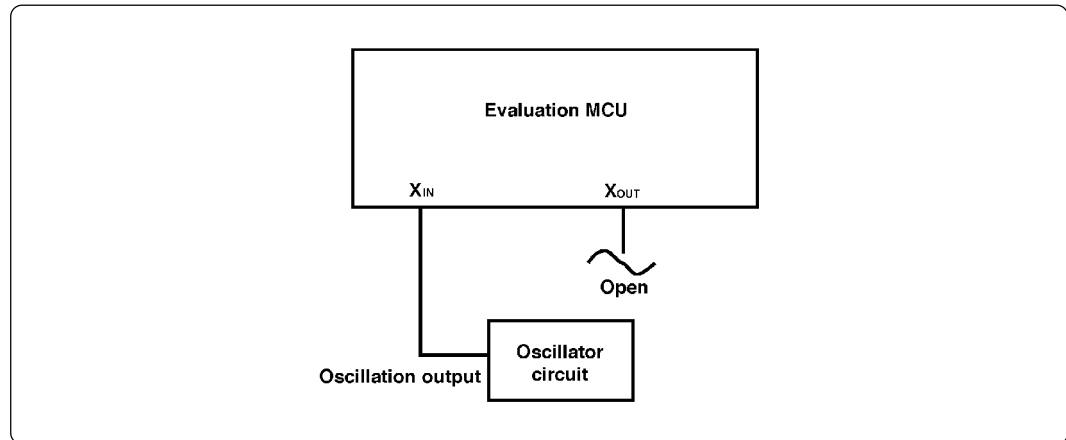 Evaluation MCU
XIN
XOUT
Open
Oscillator
circuit
Oscillation output